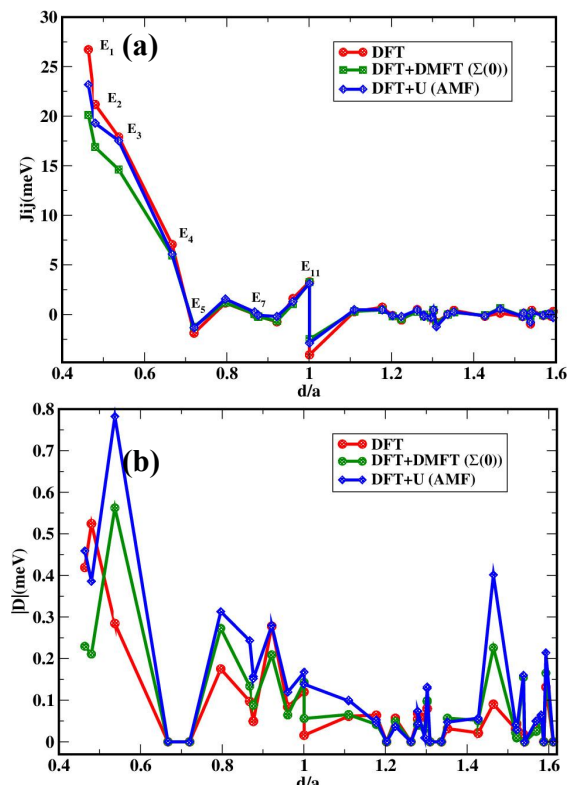 (a)
E1
E2
E3
E4
E5
E7
E11
DFT
DFT+DMFT (Σ(0))
DFT+U (AMF)
Jij(meV)
30
25
20
15
10
5
0
0.4 0.6 0.8 1 1.2 1.4 1.6
d/a
(b)
DFT
DFT+DMFT (Σ(0))
DFT+U (AMF)
|D|(meV)
0.8
0.7
0.6
0.5
0.4
0.3
0.2
0.1
0
0.4 0.6 0.8 1 1.2 1.4 1.6
d/a